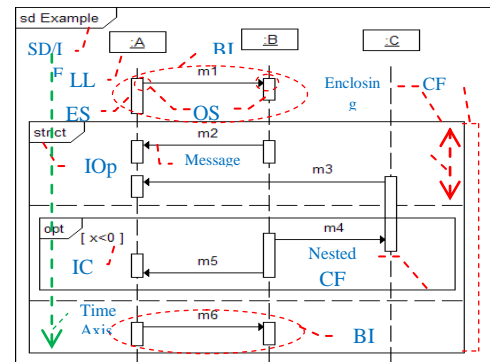 sd Example
:A
:B
:C
SD/I
F
LL
BI
m1
Enclosin
g
CF
ES
OS
strict
m2
IOp
Message
m3
opt
[ x<0 ]
m4
IC
m5
Nested
CF
Time
Axis
m6
BI